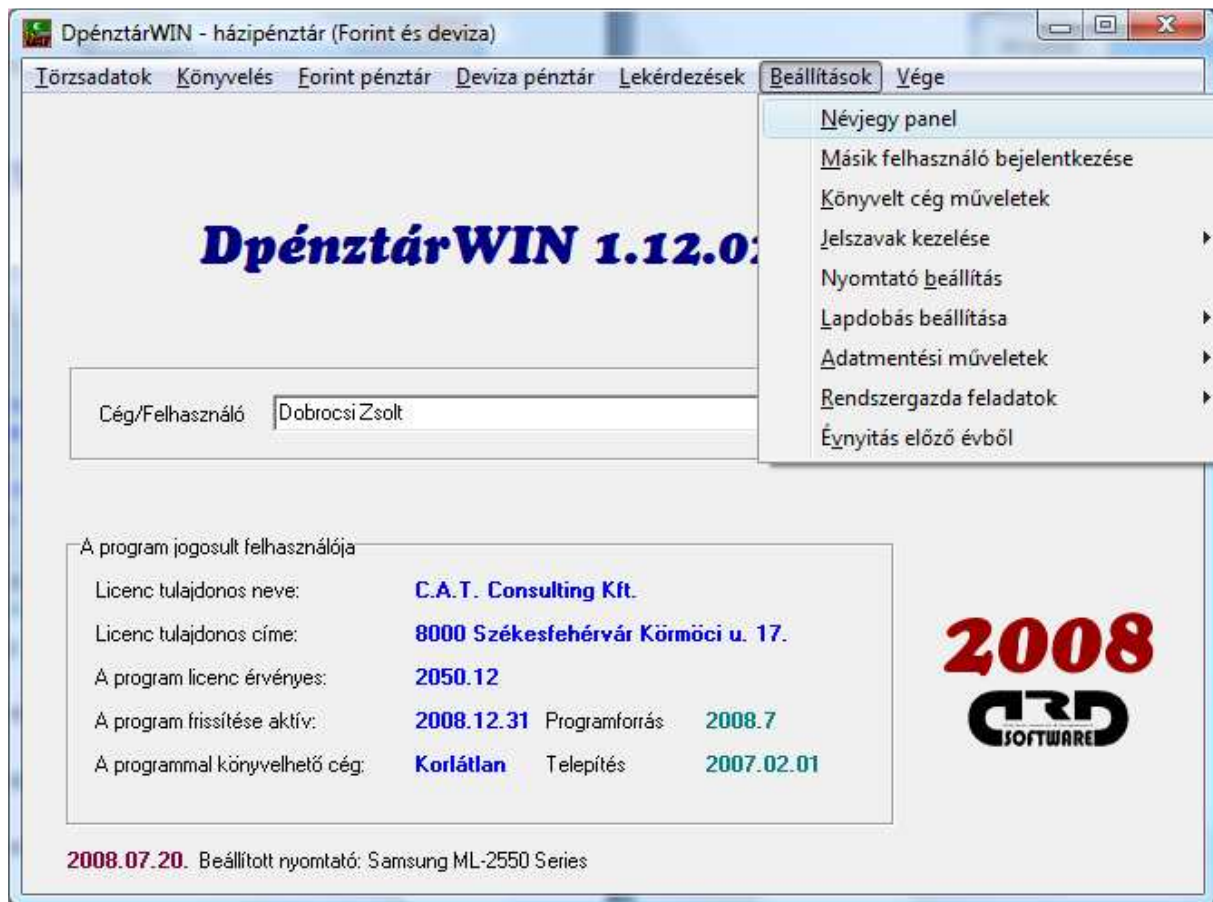 DpénztárWIN - házipénztár (Forint és deviza)
Törzsadatok Könyvelés Forint pénztár Deviza pénztár Lekérdezések Beállítások Vége
Névjegy panel
Másik felhasználó bejelentkezése
Könyvelt cég műveletek
Jelszavak kezelése
Nyomtató beállítás
Lapdobás beállítása
Adatmentési műveletek
Rendszergazda feladatok
Évnyitás előző évből
DpénztárWIN
Cég/Felhasználó Dobrocsi Zsolt
A program jogosult felhasználója
Licenc tulajdonos neve: C.A.T. Consulting Kft.
Licenc tulajdonos címe: 8000 Székesfehérvár Körmöci u. 17.
A program licenc érvényes: 2050.12
A program frissítése aktív: 2008.12.31 Programforrás 2008.7
A programmal könyvelhető cég: Korlátlan Telepítés 2007.02.01
2008
DRD
SOFTWARE
2008.07.20. Beállított nyomtató: Samsung ML-2550 Series